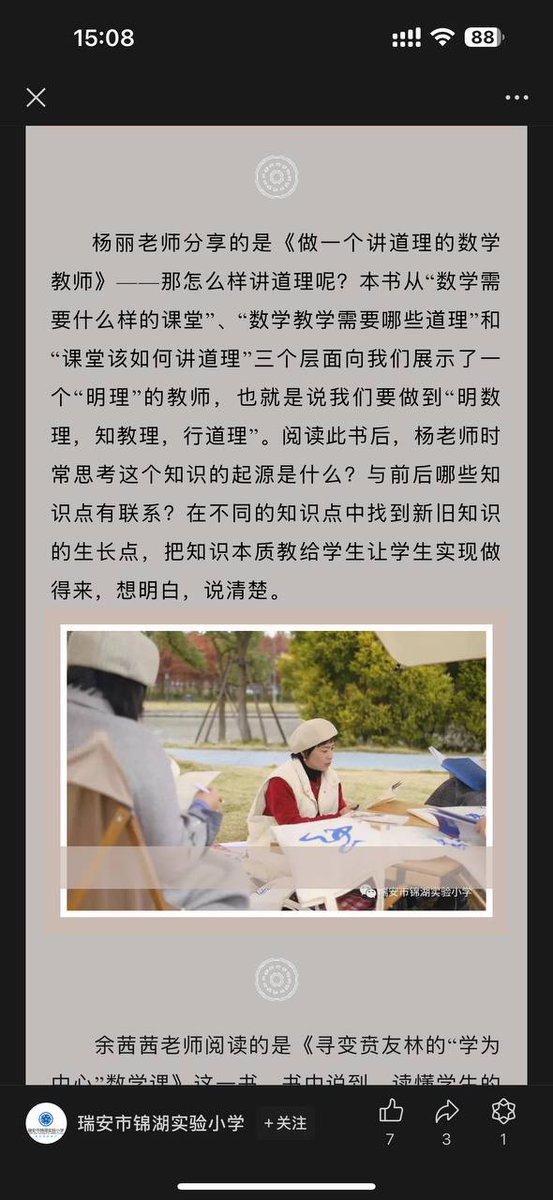 15:08
88
杨丽老师分享的是《做一个讲道理的数学
教师》——那怎么样讲道理呢？本书从“数学需
要什么样的课堂”、“数学教学需要哪些道理”和
“课堂该如何讲道理”三个层面向我们展示了一
个“明理”的教师，也就是说我们要做到“明数
理，知教理，行道理”。阅读此书后，杨老师时
常思考这个知识的起源是什么？与前后哪些知
识点有联系？在不同的知识点中找到新旧知识
的生长点，把知识本质教给学生让学生实现做
得来，想明白，说清楚。
瑞安市锦湖实验小学
余茜茜老师阅读的是《寻变贲友林的“学为
中心”数学课》这一书，书中说到，读懂学生的
瑞安市锦湖实验小学
+关注
7
3
1